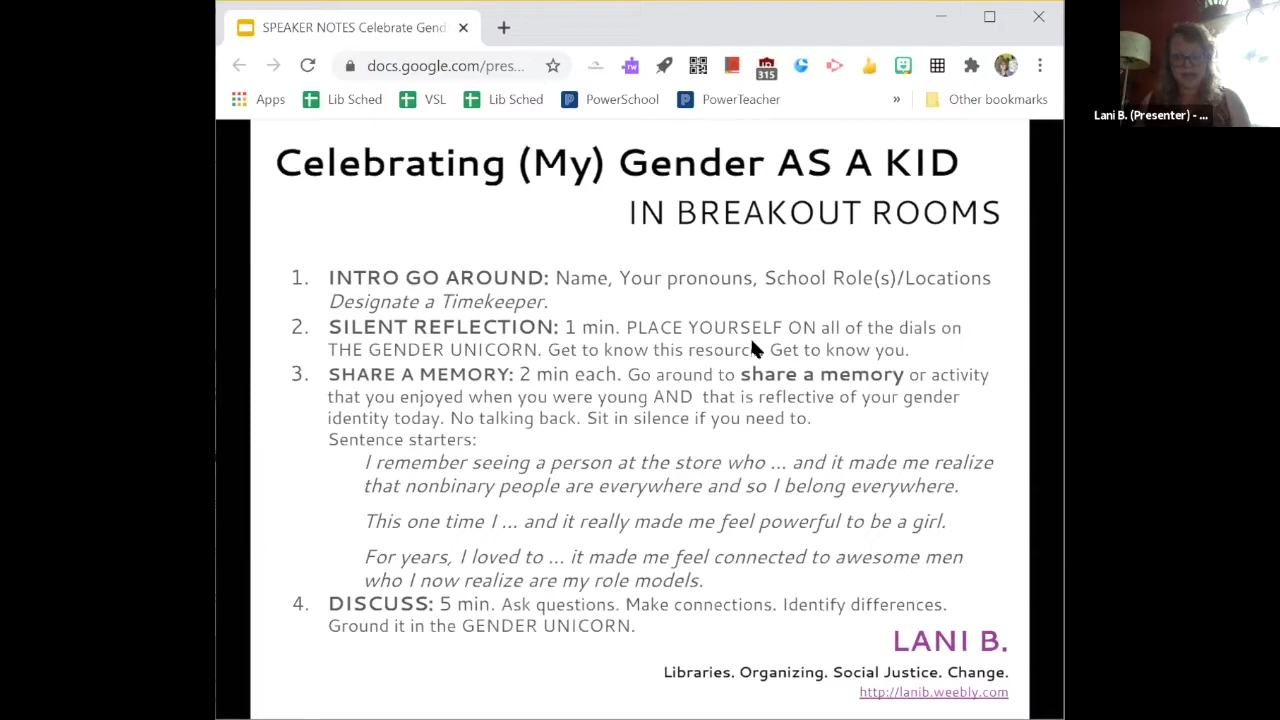 SPEAKER NOTES Celebrate Gend
docs.google.com/pres...
315
Apps
Lib Sched
VSL
Lib Sched
PowerSchool
PowerTeacher
»
Other bookmarks
Lani B. (Presenter) - ...
Celebrating (My) Gender AS A KID
IN BREAKOUT ROOMS
1. INTRO GO AROUND: Name, Your pronouns, School Role(s)/Locations
Designate a Timekeeper.
2. SILENT REFLECTION: 1 min. PLACE YOURSELF ON all of the dials on
THE GENDER UNICORN. Get to know this resourc. Get to know you.
3. SHARE A MEMORY: 2 min each. Go around to share a memory or activity
that you enjoyed when you were young AND that is reflective of your gender
identity today. No talking back. Sit in silence if you need to.
Sentence starters:
I remember seeing a person at the store who ... and it made me realize
that nonbinary people are everywhere and so I belong everywhere.
This one time I ... and it really made me feel powerful to be a girl.
For years, I loved to ... it made me feel connected to awesome men
who I now realize are my role models.
4. DISCUSS: 5 min. Ask questions. Make connections. Identify differences.
Ground it in the GENDER UNICORN.
LANI B.
Libraries. Organizing. Social Justice. Change.
http://lanib.weebly.com